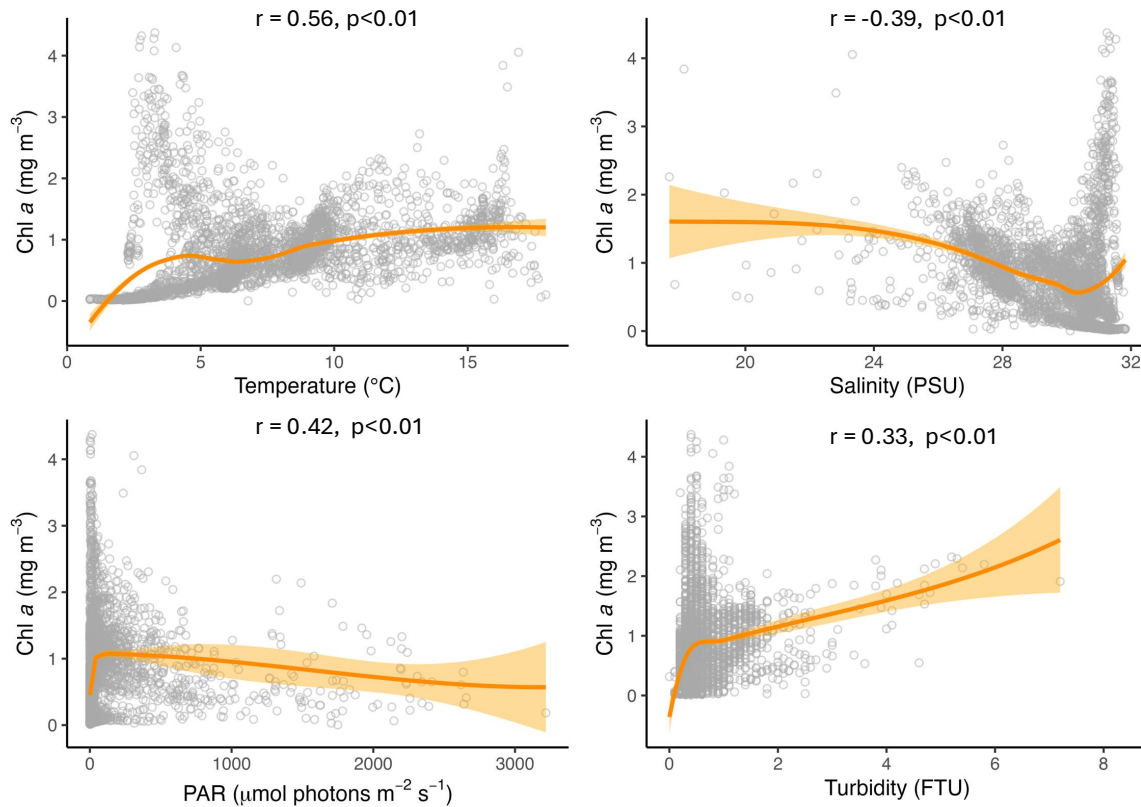 r = 0.56, p<0.01
Chl a (mg m⁻³)
4
3
2
1
0
0 5 10 15
Temperature (°C)
r = -0.39, p<0.01
Chl a (mg m⁻³)
4
3
2
1
0
20 24 28 32
Salinity (PSU)
r = 0.42, p<0.01
Chl a (mg m⁻³)
4
3
2
1
0
0 1000 2000 3000
PAR (μmol photons m⁻² s⁻¹)
r = 0.33, p<0.01
Chl a (mg m⁻³)
4
3
2
1
0
0 2 4 6 8
Turbidity (FTU)